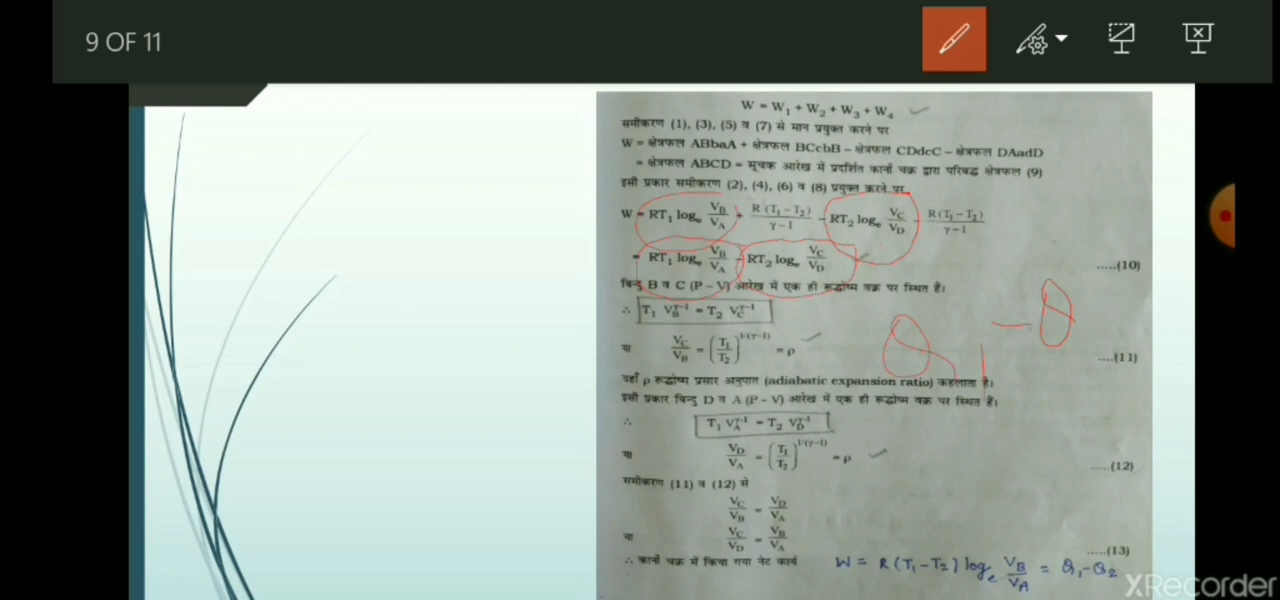 9 OF 11
W = W₁ + W₂ + W₃ + W₄
समीकरण (1), (3), (5) व (7) से मान प्रयुक्त करने पर
W = क्षेत्रफल ABbaA + क्षेत्रफल BCcbB − क्षेत्रफल CDdcC − क्षेत्रफल DAadD
= क्षेत्रफल ABCD = सूचक आरेख में प्रदर्शित कार्नो चक्र द्वारा परिबद्ध क्षेत्रफल (9)
इसी प्रकार समीकरण (2), (4), (6) व (8) प्रयुक्त करने पर
W = RT₁ logₑ V_B/V_A + R (T₁ − T₂)/γ − 1 − RT₂ logₑ V_C/V_D − R(T₁ − T₂)/γ − 1
= RT₁ logₑ V_B/V_A − RT₂ logₑ V_C/V_D .....(10)
बिन्दु B व C (P − V) आरेख में एक ही रूद्धोष्म वक्र पर स्थित हैं।
∴ T₁ V_B^γ−1 = T₂ V_C^γ−1
या V_C/V_B = (T₁/T₂)^1/(γ−1) = ρ ....(11)
Q₁ − Q
यहाँ ρ रूद्धोष्म प्रसार अनुपात (adiabatic expansion ratio) कहलाता है।
इसी प्रकार बिन्दु D व A (P − V) आरेख में एक ही रूद्धोष्म वक्र पर स्थित हैं।
∴ T₁ V_A^γ−1 = T₂ V_D^γ−1
या V_D/V_A = (T₁/T₂)^1/(γ−1) = ρ .....(12)
समीकरण (11) व (12) से
V_C/V_B = V_D/V_A
या V_C/V_D = V_B/V_A .....(13)
∴ कार्नो चक्र में किया गया नेट कार्य W = R (T₁ − T₂) logₑ V_B/V_A = Q₁ − Q₂
XRecorder